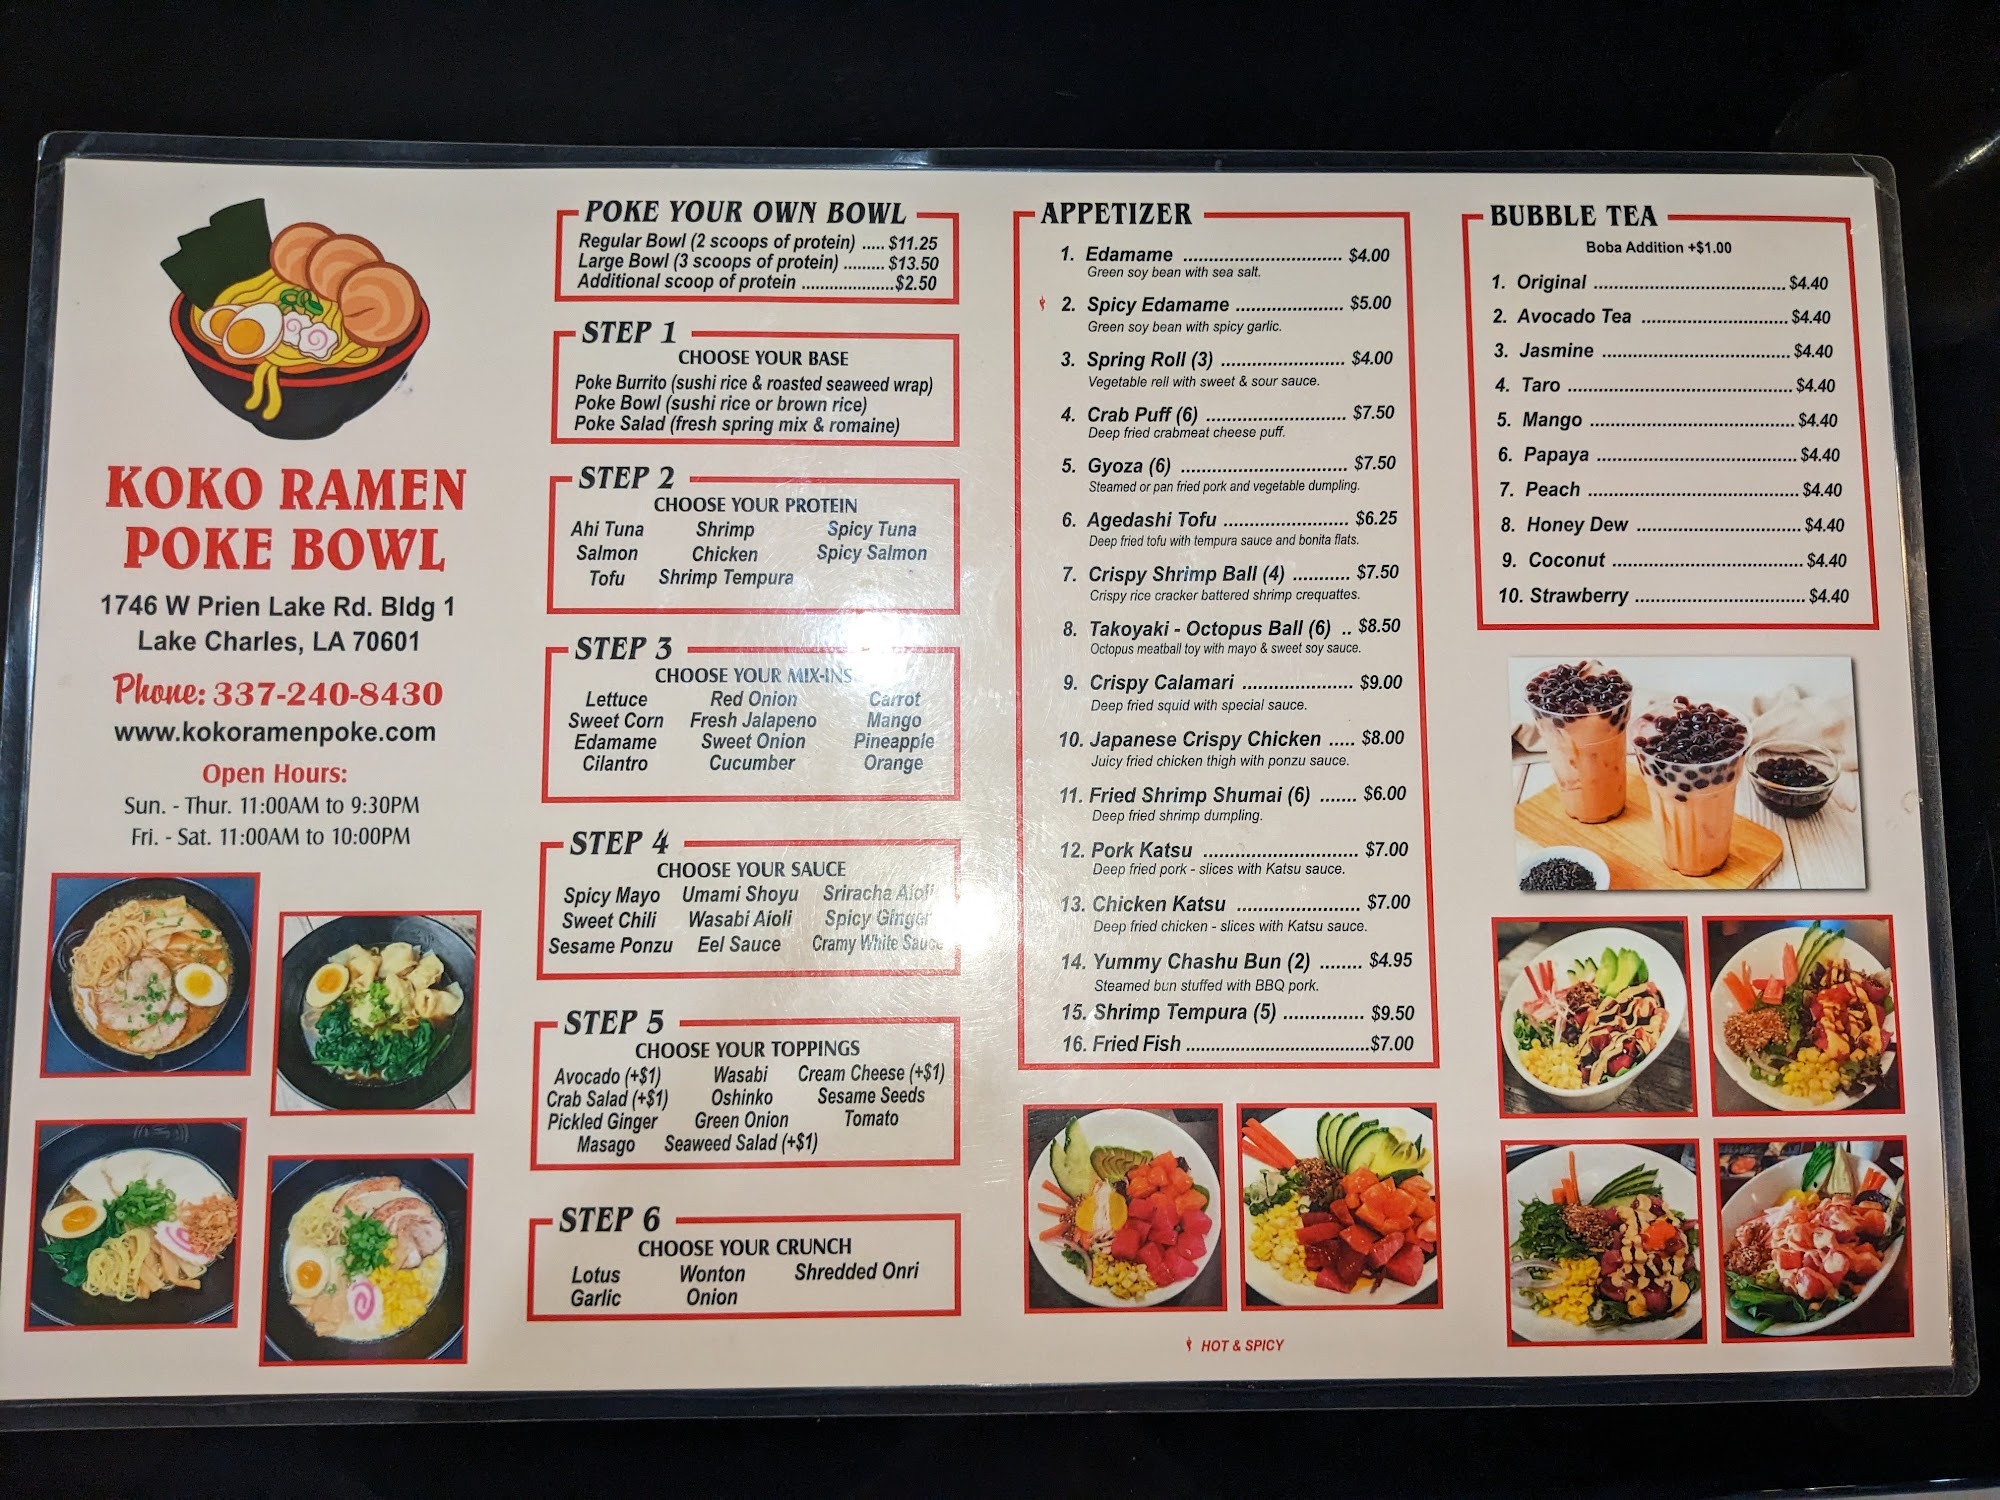 KOKO RAMEN
POKE BOWL
1746 W Prien Lake Rd. Bldg 1
Lake Charles, LA 70601
Phone: 337-240-8430
www.kokoramenpoke.com
Open Hours:
Sun. - Thur. 11:00AM to 9:30PM
Fri. - Sat. 11:00AM to 10:00PM
POKE YOUR OWN BOWL
Regular Bowl (2 scoops of protein) ..... $11.25
Large Bowl (3 scoops of protein) ......... $13.50
Additional scoop of protein ....................$2.50
STEP 1
CHOOSE YOUR BASE
Poke Burrito (sushi rice & roasted seaweed wrap)
Poke Bowl (sushi rice or brown rice)
Poke Salad (fresh spring mix & romaine)
STEP 2
CHOOSE YOUR PROTEIN
Ahi Tuna Shrimp Spicy Tuna
Salmon Chicken Spicy Salmon
Tofu Shrimp Tempura
STEP 3
CHOOSE YOUR MIX-INS
Lettuce Red Onion Carrot
Sweet Corn Fresh Jalapeno Mango
Edamame Sweet Onion Pineapple
Cilantro Cucumber Orange
STEP 4
CHOOSE YOUR SAUCE
Spicy Mayo Umami Shoyu Sriracha Aioli
Sweet Chili Wasabi Aioli Spicy Ginger
Sesame Ponzu Eel Sauce Cramy White Sauce
STEP 5
CHOOSE YOUR TOPPINGS
Avocado (+$1) Wasabi Cream Cheese (+$1)
Crab Salad (+$1) Oshinko Sesame Seeds
Pickled Ginger Green Onion Tomato
Masago Seaweed Salad (+$1)
STEP 6
CHOOSE YOUR CRUNCH
Lotus Wonton Shredded Onri
Garlic Onion
APPETIZER
1. Edamame ................................ $4.00
Green soy bean with sea salt.
2. Spicy Edamame ...................... $5.00
Green soy bean with spicy garlic.
3. Spring Roll (3) ......................... $4.00
Vegetable rell with sweet & sour sauce.
4. Crab Puff (6) ............................ $7.50
Deep fried crabmeat cheese puff.
5. Gyoza (6) ................................. $7.50
Steamed or pan fried pork and vegetable dumpling.
6. Agedashi Tofu ......................... $6.25
Deep fried tofu with tempura sauce and bonita flats.
7. Crispy Shrimp Ball (4) ........... $7.50
Crispy rice cracker battered shrimp crequattes.
8. Takoyaki - Octopus Ball (6) .. $8.50
Octopus meatball toy with mayo & sweet soy sauce.
9. Crispy Calamari ...................... $9.00
Deep fried squid with special sauce.
10. Japanese Crispy Chicken ..... $8.00
Juicy fried chicken thigh with ponzu sauce.
11. Fried Shrimp Shumai (6) ....... $6.00
Deep fried shrimp dumpling.
12. Pork Katsu ............................... $7.00
Deep fried pork - slices with Katsu sauce.
13. Chicken Katsu ........................ $7.00
Deep fried chicken - slices with Katsu sauce.
14. Yummy Chashu Bun (2) ........ $4.95
Steamed bun stuffed with BBQ pork.
15. Shrimp Tempura (5) ................ $9.50
16. Fried Fish .....................................$7.00
HOT & SPICY
BUBBLE TEA
Boba Addition +$1.00
1. Original ....................................... $4.40
2. Avocado Tea ............................. $4.40
3. Jasmine ...................................... $4.40
4. Taro ............................................. $4.40
5. Mango ......................................... $4.40
6. Papaya ........................................ $4.40
7. Peach .......................................... $4.40
8. Honey Dew ................................. $4.40
9. Coconut ...................................... $4.40
10. Strawberry .................................. $4.40